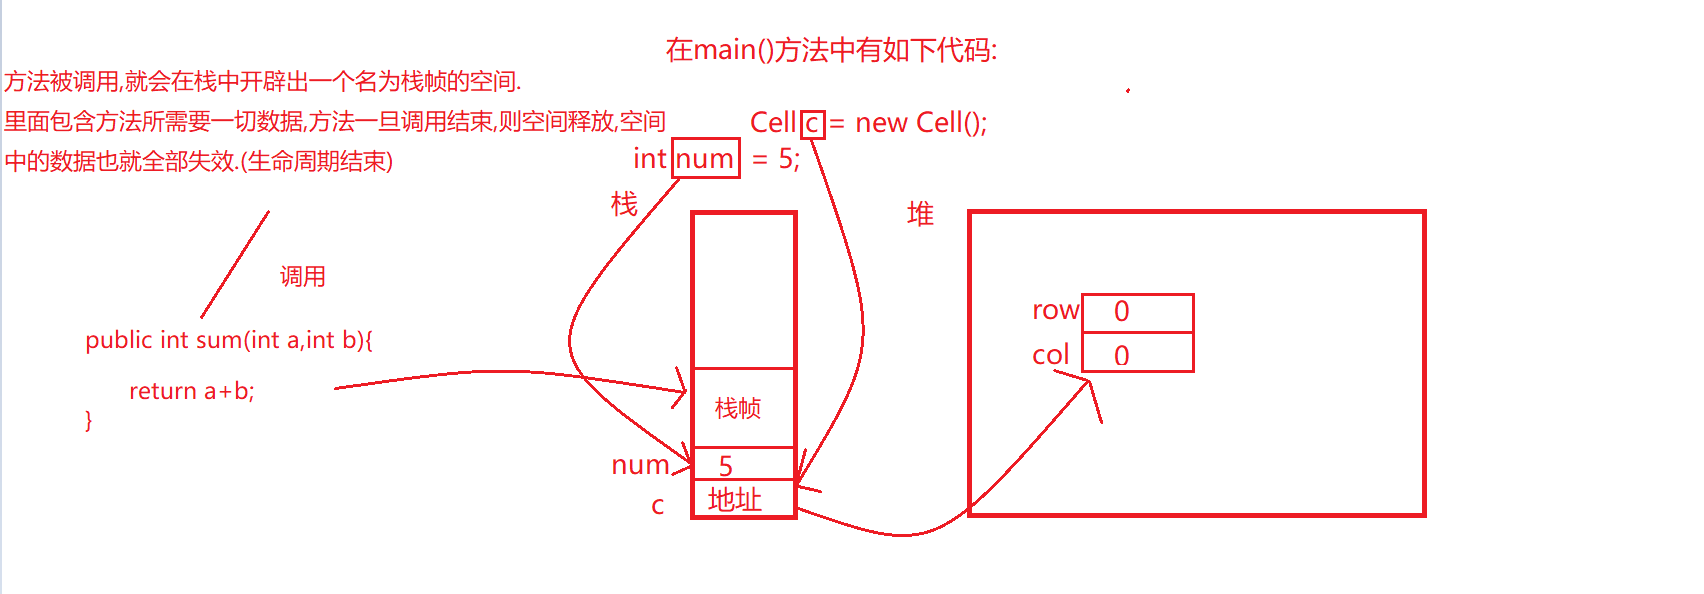 在main()方法中有如下代码:
方法被调用,就会在栈中开辟出一个名为栈帧的空间.
里面包含方法所需要一切数据,方法一旦调用结束,则空间释放,空间
中的数据也就全部失效.(生命周期结束)
Cell c = new Cell();
int num = 5;
栈
堆
调用
public int sum(int a,int b){
return a+b;
}
栈帧
num 5
c 地址
row 0
col 0